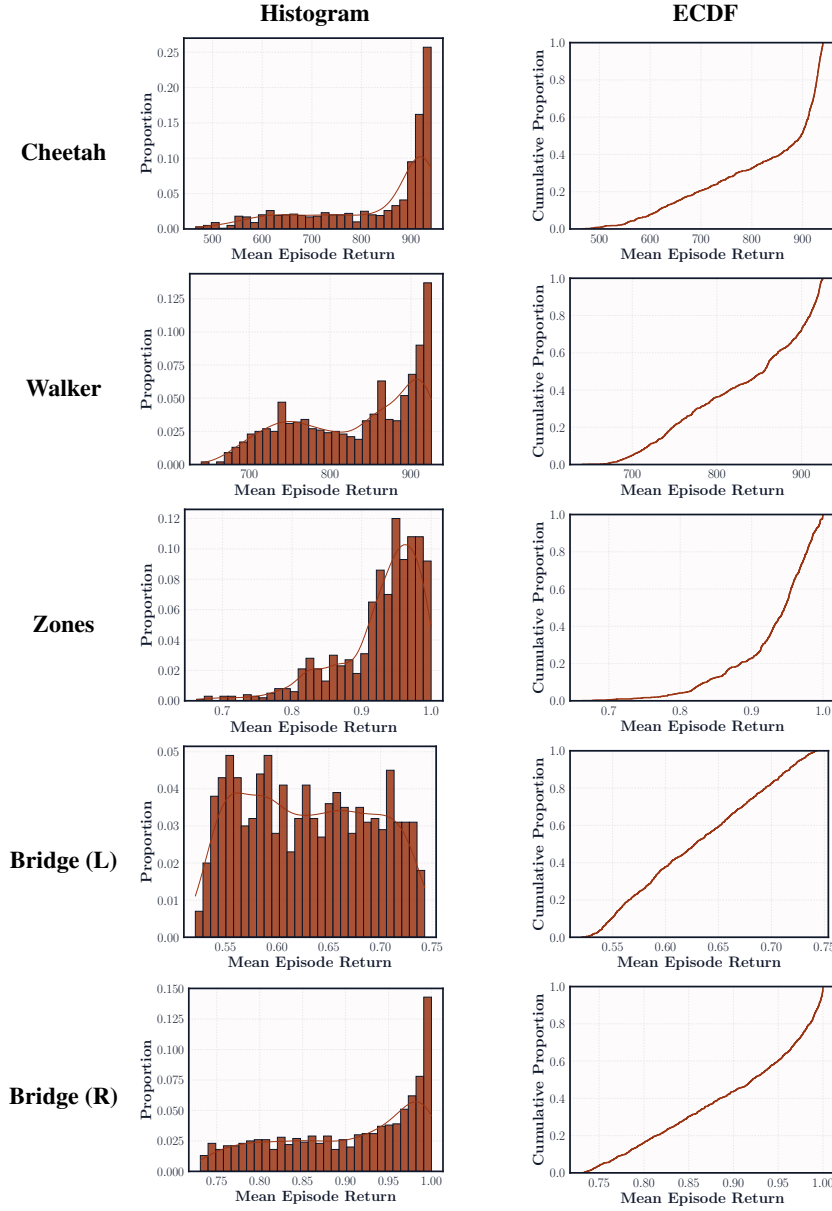 Histogram ECDF
Cheetah
Proportion
0.25
0.20
0.15
0.10
0.05
0.00
500 600 700 800 900
Mean Episode Return
Cumulative Proportion
1.0
0.8
0.6
0.4
0.2
0.0
500 600 700 800 900
Mean Episode Return
Walker
Proportion
0.125
0.100
0.075
0.050
0.025
0.000
700 800 900
Mean Episode Return
Cumulative Proportion
1.0
0.8
0.6
0.4
0.2
0.0
700 800 900
Mean Episode Return
Zones
Proportion
0.12
0.10
0.08
0.06
0.04
0.02
0.00
0.7 0.8 0.9 1.0
Mean Episode Return
Cumulative Proportion
1.0
0.8
0.6
0.4
0.2
0.0
0.7 0.8 0.9 1.0
Mean Episode Return
Bridge (L)
Proportion
0.05
0.04
0.03
0.02
0.01
0.00
0.55 0.60 0.65 0.70 0.75
Mean Episode Return
Cumulative Proportion
1.0
0.8
0.6
0.4
0.2
0.0
0.55 0.60 0.65 0.70 0.75
Mean Episode Return
Bridge (R)
Proportion
0.150
0.125
0.100
0.075
0.050
0.025
0.000
0.75 0.80 0.85 0.90 0.95 1.00
Mean Episode Return
Cumulative Proportion
1.0
0.8
0.6
0.4
0.2
0.0
0.75 0.80 0.85 0.90 0.95 1.00
Mean Episode Return